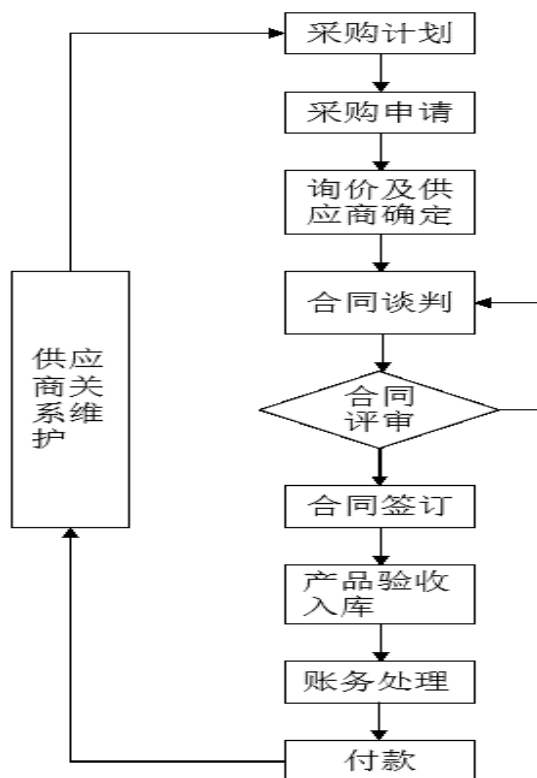 采购计划
采购申请
询价及供
应商确定
合同谈判
供应
商关
系维
护
合同
评审
合同签订
产品验收
入库
账务处理
付款